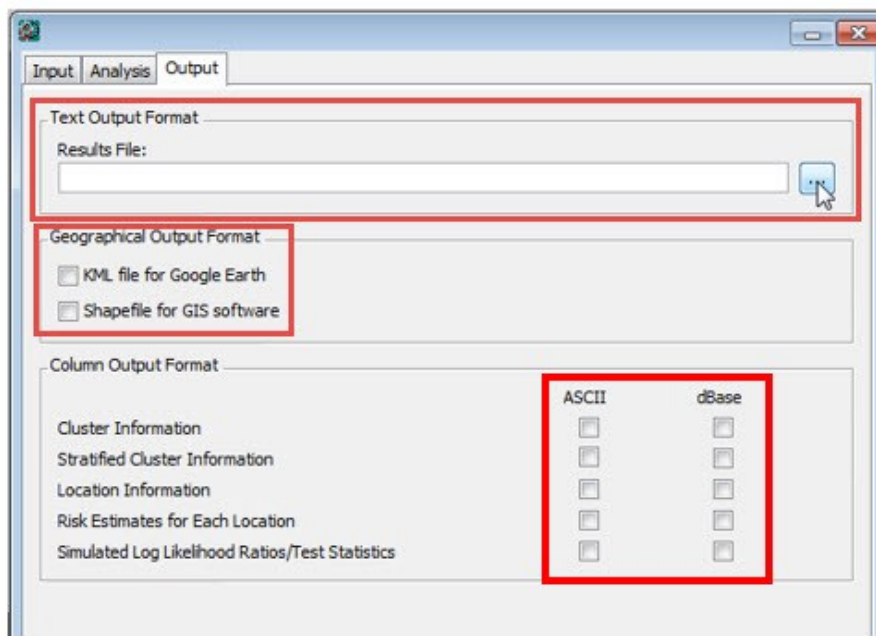 Input Analysis Output
Text Output Format
Results File:
...
Geographical Output Format
KML file for Google Earth
Shapefile for GIS software
Column Output Format
ASCII dBase
Cluster Information
Stratified Cluster Information
Location Information
Risk Estimates for Each Location
Simulated Log Likelihood Ratios/Test Statistics